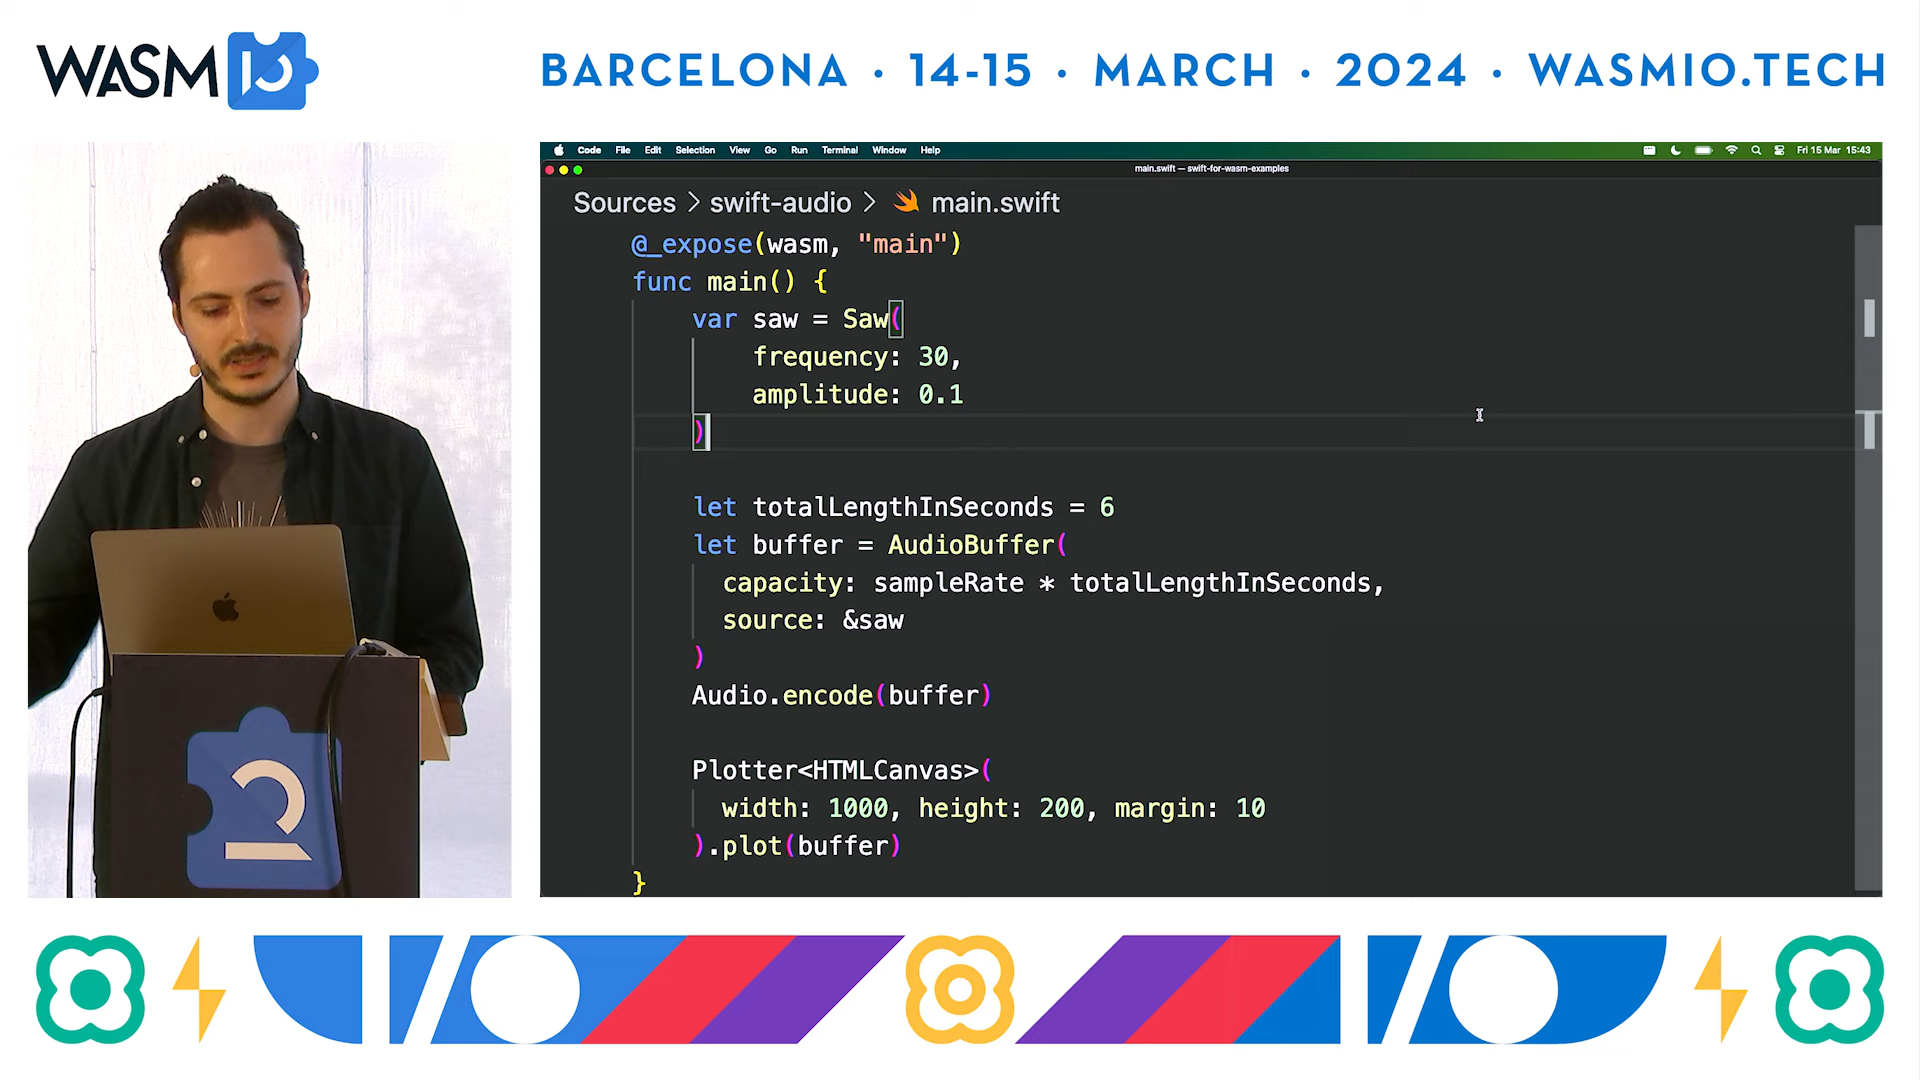 WASM IO
BARCELONA · 14-15 · MARCH · 2024 · WASMIO.TECH
Code File Edit Selection View Go Run Terminal Window Help
Fri 15 Mar 15:43
main.swift — swift-for-wasm-examples
Sources > swift-audio > main.swift
@_expose(wasm, "main")
func main() {
var saw = Saw(
frequency: 30,
amplitude: 0.1
)
let totalLengthInSeconds = 6
let buffer = AudioBuffer(
capacity: sampleRate * totalLengthInSeconds,
source: &saw
)
Audio.encode(buffer)
Plotter<HTMLCanvas>(
width: 1000, height: 200, margin: 10
).plot(buffer)
}